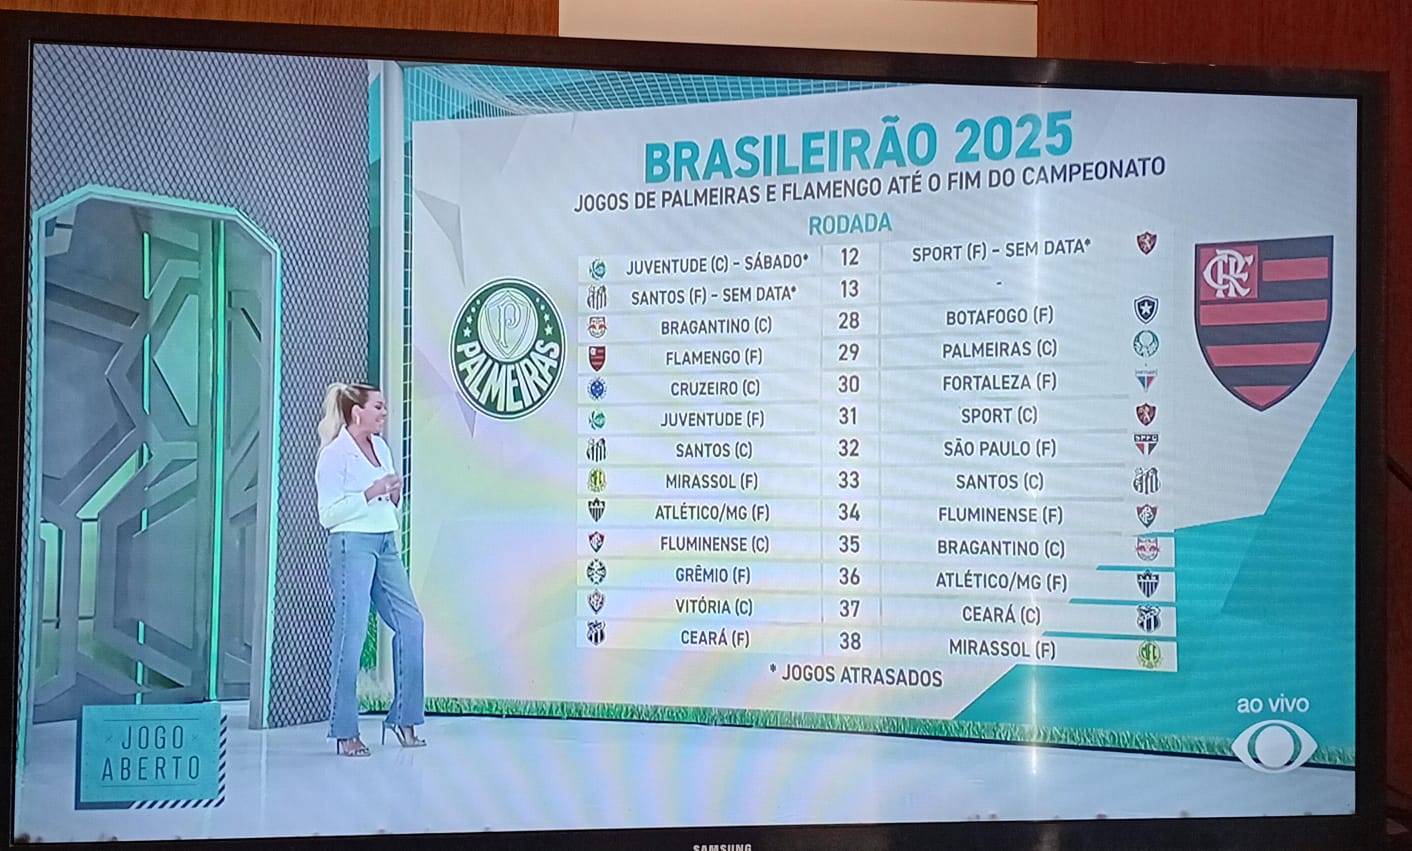 BRASILEIRÃO 2025
JOGOS DE PALMEIRAS E FLAMENGO ATÉ O FIM DO CAMPEONATO
RODADA
JUVENTUDE (C) – SÁBADO* 12 SPORT (F) – SEM DATA*
SANTOS (F) – SEM DATA* 13 -
BRAGANTINO (C) 28 BOTAFOGO (F)
FLAMENGO (F) 29 PALMEIRAS (C)
CRUZEIRO (C) 30 FORTALEZA (F)
JUVENTUDE (F) 31 SPORT (C)
SANTOS (C) 32 SÃO PAULO (F)
MIRASSOL (F) 33 SANTOS (C)
ATLÉTICO/MG (F) 34 FLUMINENSE (F)
FLUMINENSE (C) 35 BRAGANTINO (C)
GRÊMIO (F) 36 ATLÉTICO/MG (F)
VITÓRIA (C) 37 CEARÁ (C)
CEARÁ (F) 38 MIRASSOL (F)
* JOGOS ATRASADOS
P
PALMEIRAS
CRF
SPFC
JOGO
ABERTO
ao vivo
SAMSUNG